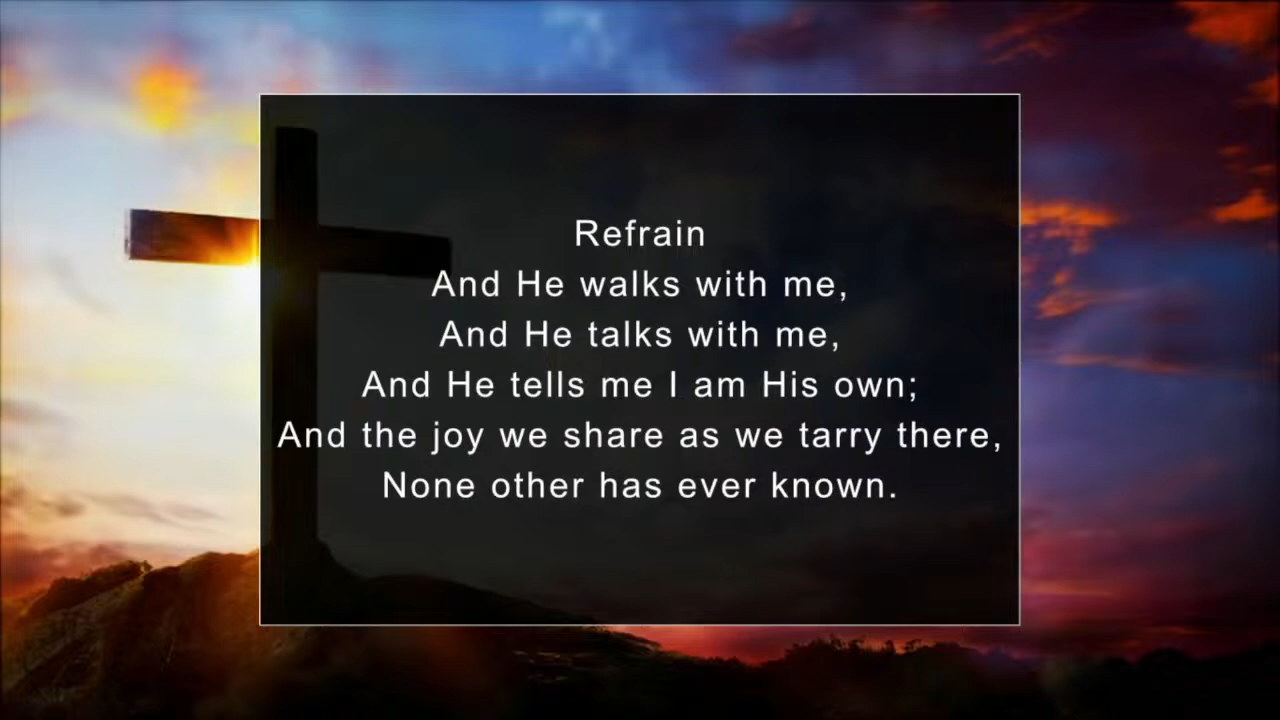 Refrain
And He walks with me,
And He talks with me,
And He tells me I am His own;
And the joy we share as we tarry there,
None other has ever known.